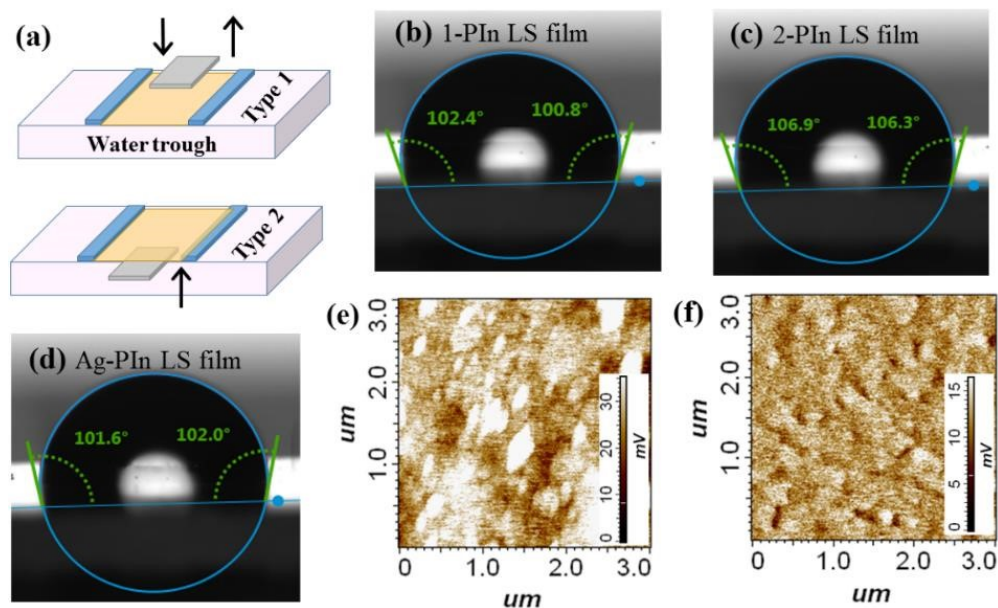 (a)
Type 1
Water trough
Type 2
(b) 1-PIn LS film
102.4° 100.8°
(c) 2-PIn LS film
106.9° 106.3°
(d) Ag-PIn LS film
101.6° 102.0°
(e)
3.0
2.0
1.0
um
0 1.0 2.0 3.0
um
30
20
10
0
mV
(f)
3.0
2.0
1.0
um
0 1.0 2.0 3.0
um
15
10
5
0
mV